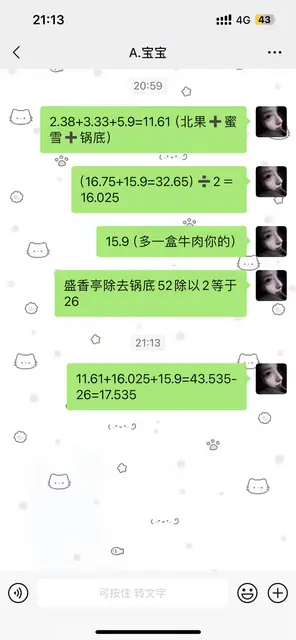 21:13
4G
43
A.宝宝
20:59
2.38+3.33+5.9=11.61（北果➕蜜
雪➕锅底）
（16.75+15.9=32.65）➗2＝
16.025
15.9（多一盒牛肉你的）
盛香亭除去锅底 52 除以 2 等于
26
21:13
11.61+16.025+15.9=43.535-
26=17.535
可按住 转文字